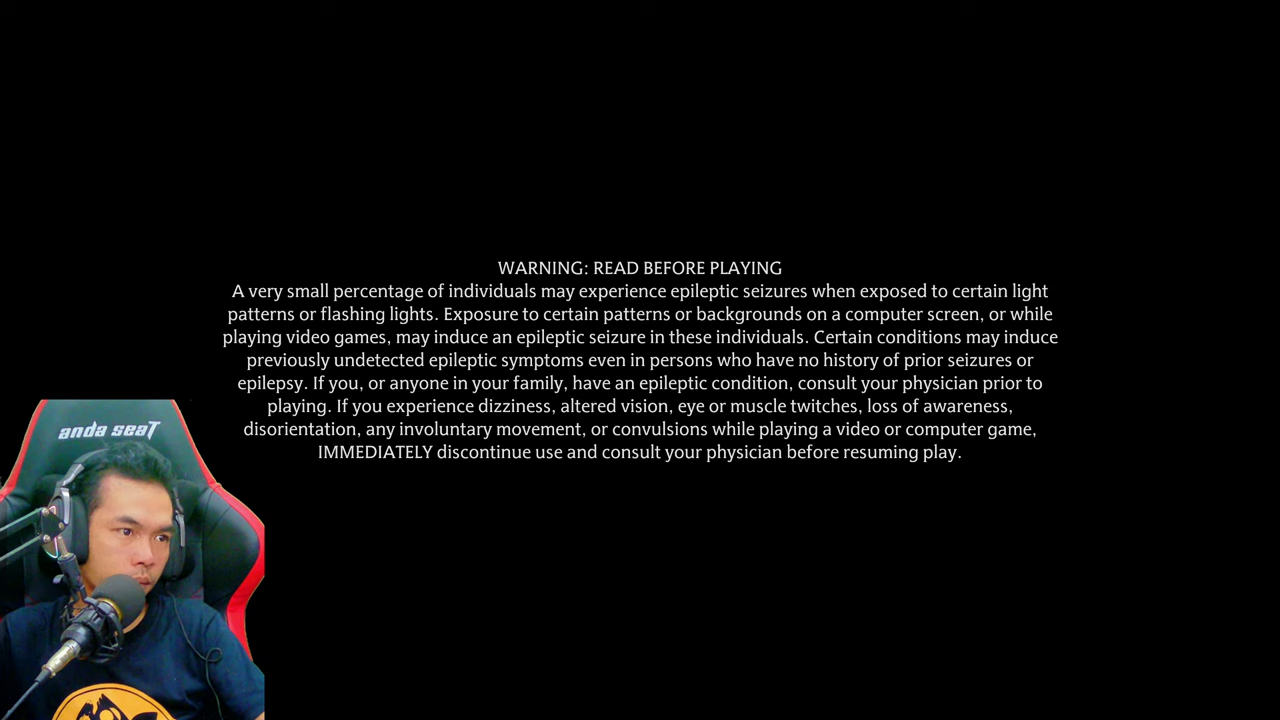 WARNING: READ BEFORE PLAYING
A very small percentage of individuals may experience epileptic seizures when exposed to certain light
patterns or flashing lights. Exposure to certain patterns or backgrounds on a computer screen, or while
playing video games, may induce an epileptic seizure in these individuals. Certain conditions may induce
previously undetected epileptic symptoms even in persons who have no history of prior seizures or
epilepsy. If you, or anyone in your family, have an epileptic condition, consult your physician prior to
playing. If you experience dizziness, altered vision, eye or muscle twitches, loss of awareness,
disorientation, any involuntary movement, or convulsions while playing a video or computer game,
IMMEDIATELY discontinue use and consult your physician before resuming play.
anda seaT